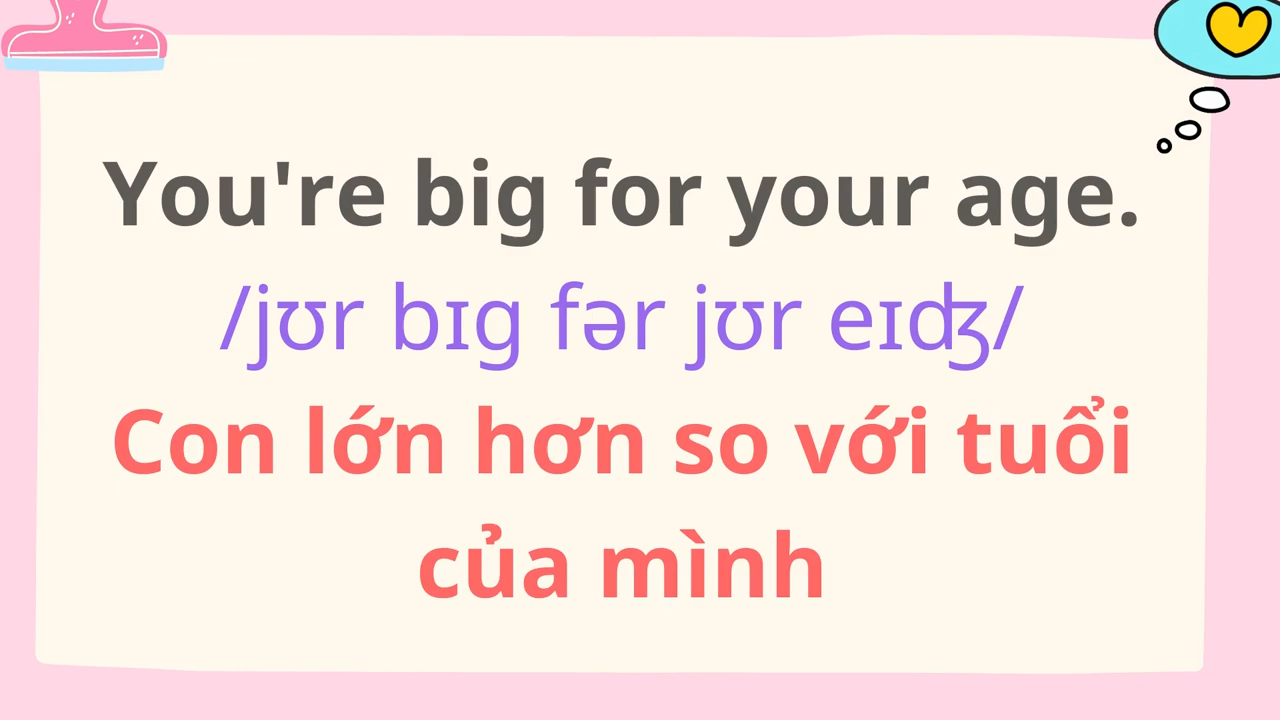 You're big for your age.
/jʊr bɪg fər jʊr eɪʤ/
Con lớn hơn so với tuổi
của mình